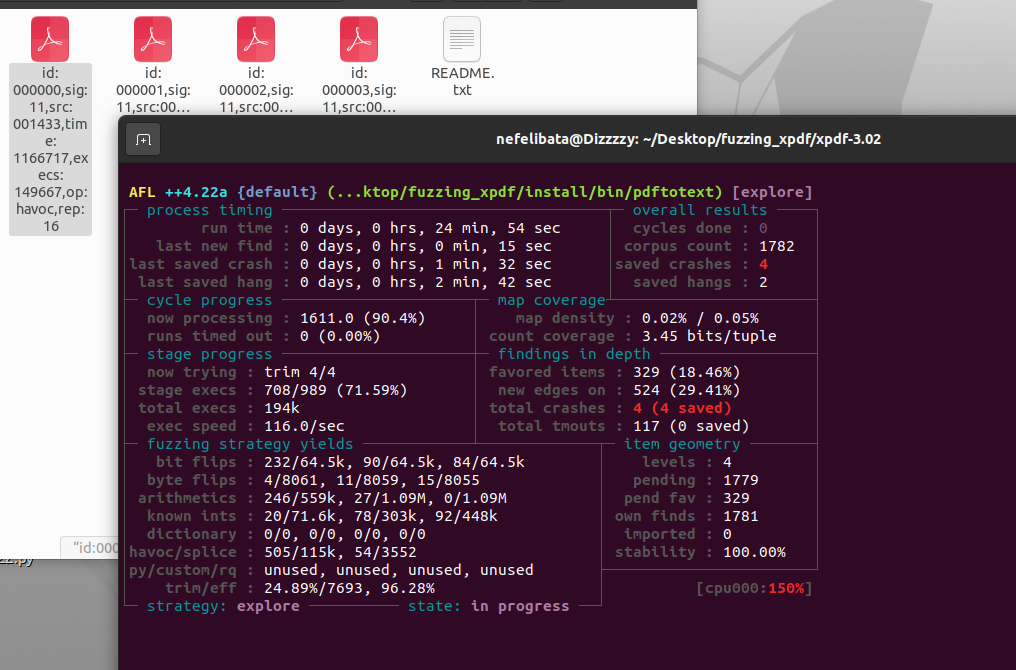 id:
000000,sig:
11,src:
001433,tim
e:
1166717,ex
ecs:
149667,op:
havoc,rep:
16
id:
000001,sig:
11,src:00...
id:
000002,sig:
11,src:00...
id:
000003,sig:
11,src:00...
README.
txt
nefelibata@Dizzzzy: ~/Desktop/fuzzing_xpdf/xpdf-3.02
AFL ++4.22a {default} (...ktop/fuzzing_xpdf/install/bin/pdftotext) [explore]
process timing overall results
run time : 0 days, 0 hrs, 24 min, 54 sec cycles done : 0
last new find : 0 days, 0 hrs, 0 min, 15 sec corpus count : 1782
last saved crash : 0 days, 0 hrs, 1 min, 32 sec saved crashes : 4
last saved hang : 0 days, 0 hrs, 2 min, 42 sec saved hangs : 2
cycle progress map coverage
now processing : 1611.0 (90.4%) map density : 0.02% / 0.05%
runs timed out : 0 (0.00%) count coverage : 3.45 bits/tuple
stage progress findings in depth
now trying : trim 4/4 favored items : 329 (18.46%)
stage execs : 708/989 (71.59%) new edges on : 524 (29.41%)
total execs : 194k total crashes : 4 (4 saved)
exec speed : 116.0/sec total tmouts : 117 (0 saved)
fuzzing strategy yields item geometry
bit flips : 232/64.5k, 90/64.5k, 84/64.5k levels : 4
byte flips : 4/8061, 11/8059, 15/8055 pending : 1779
arithmetics : 246/559k, 27/1.09M, 0/1.09M pend fav : 329
known ints : 20/71.6k, 78/303k, 92/448k own finds : 1781
dictionary : 0/0, 0/0, 0/0, 0/0 imported : 0
havoc/splice : 505/115k, 54/3552 stability : 100.00%
py/custom/rq : unused, unused, unused, unused
trim/eff : 24.89%/7693, 96.28% [cpu000:150%]
strategy: explore state: in progress
“id:000
zz.py